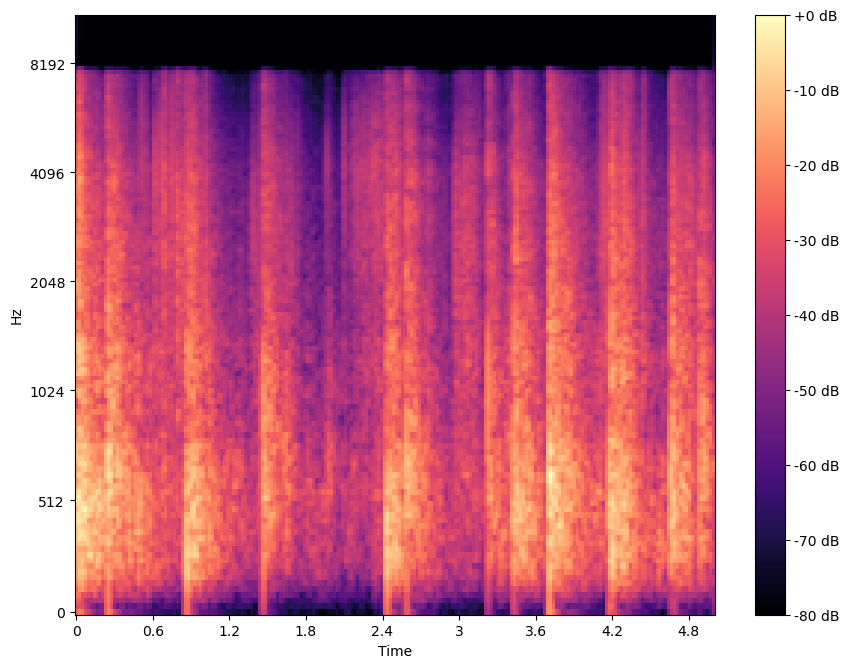 +0 dB
8192
-10 dB
4096
-20 dB
-30 dB
2048
Hz
-40 dB
1024
-50 dB
-60 dB
512
-70 dB
0
-80 dB
0 0.6 1.2 1.8 2.4 3 3.6 4.2 4.8
Time